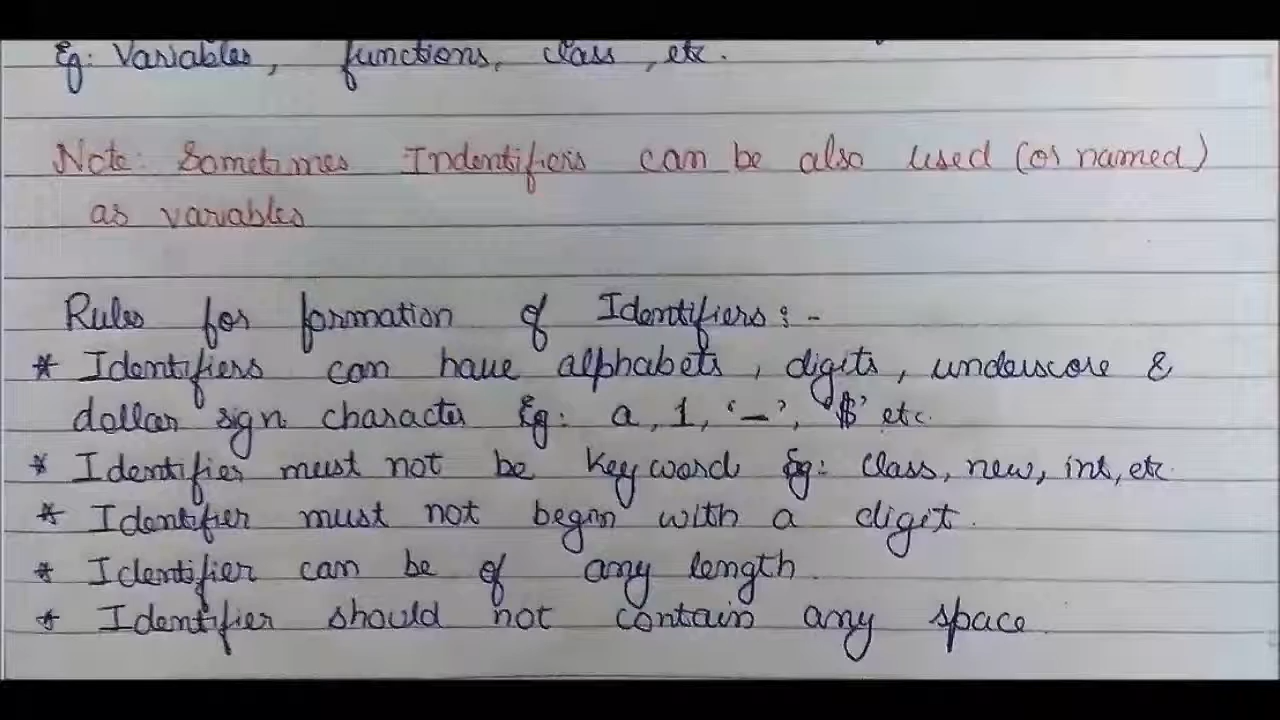 Eg: Variables, functions, class, etc.
Note: Sometimes Indentifiers can be also used (or named)
as variables
Rules for formation of Identifiers:-
* Identifiers can have alphabets, digits, underscore &
dollar sign character Eg: a, 1, '_', '$' etc.
* Identifier must not be keyword Eg: class, new, int, etc
* Identifier must not begin with a digit.
* Identifier can be of any length.
* Identifier should not contain any space.